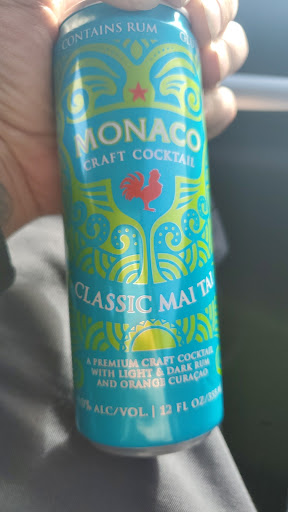 CONTAINS RUM
MONACO
CRAFT COCKTAIL
CLASSIC MAI TAI
A PREMIUM CRAFT COCKTAIL
WITH LIGHT & DARK RUM
AND ORANGE CURAÇAO
ALC/VOL. | 12 FL OZ/355